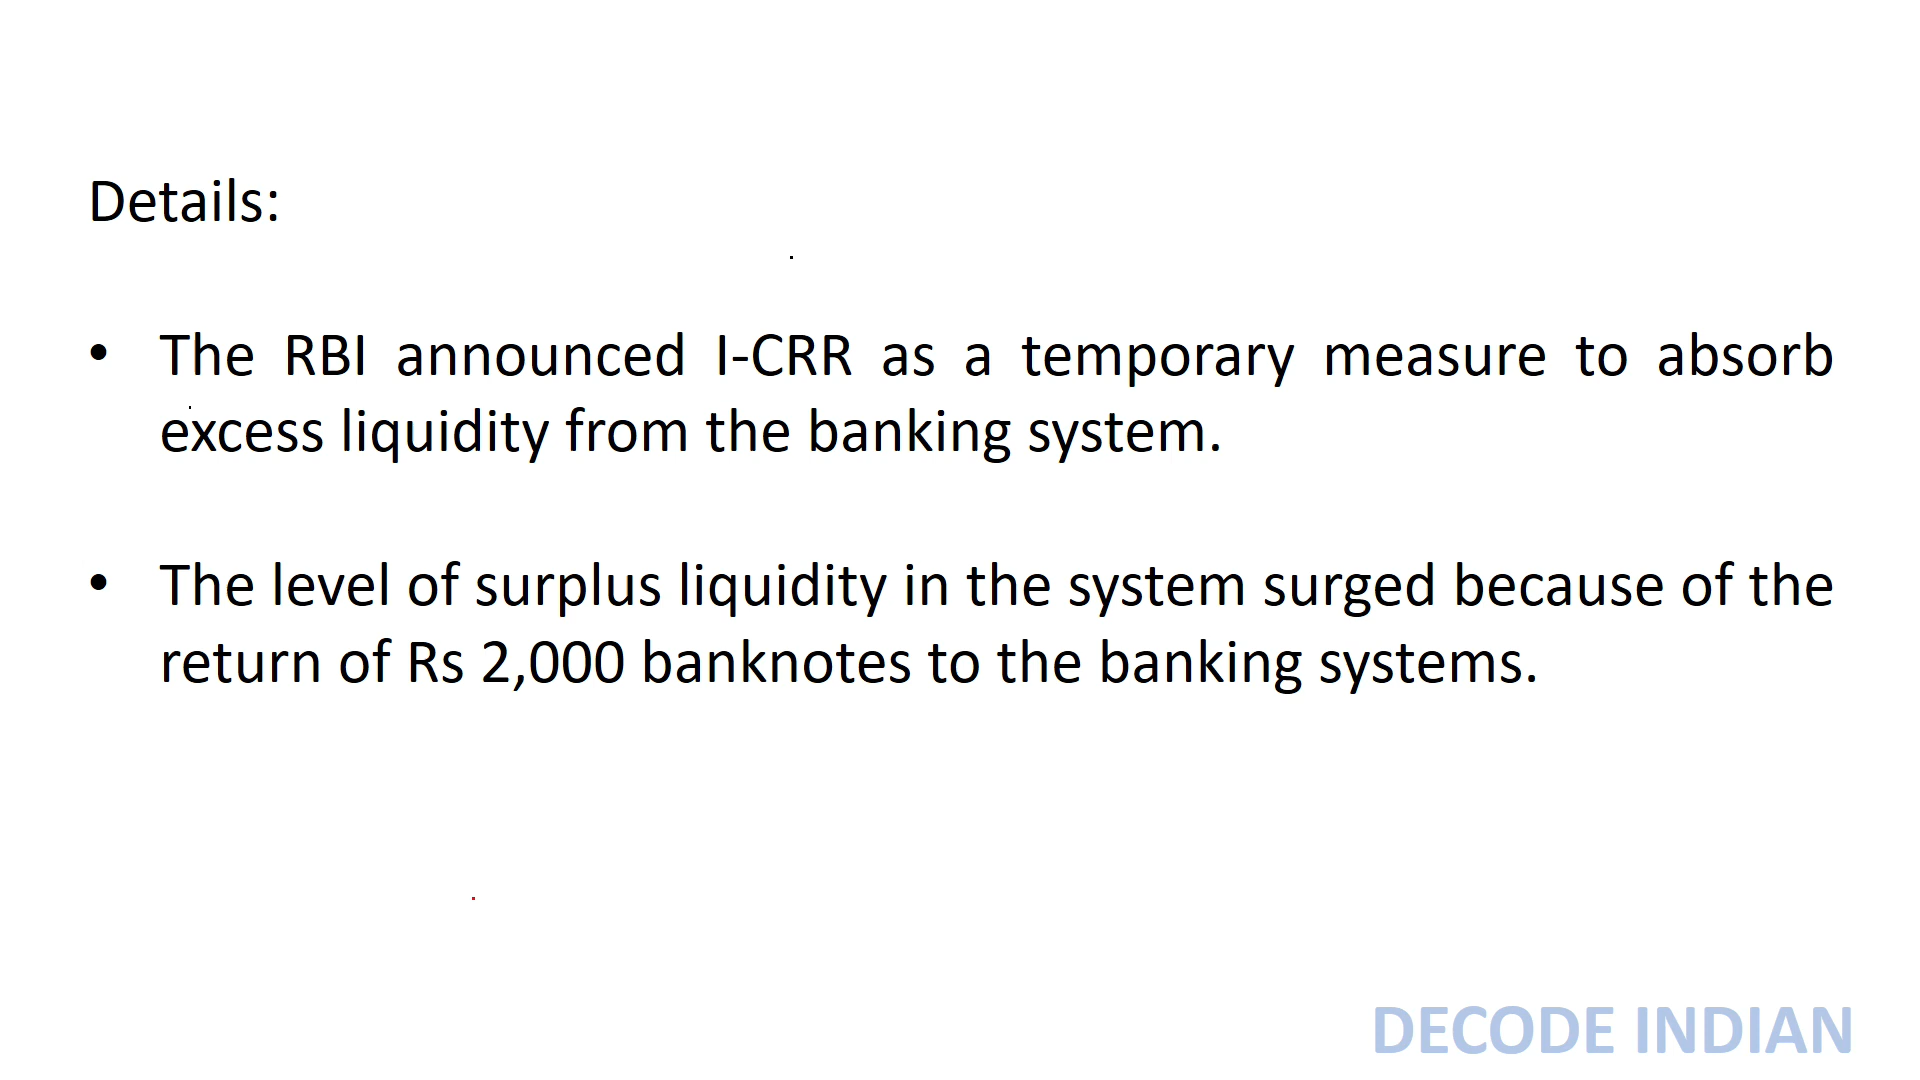 Details:
• The RBI announced I-CRR as a temporary measure to absorb
excess liquidity from the banking system.
• The level of surplus liquidity in the system surged because of the
return of Rs 2,000 banknotes to the banking systems.
DECODE INDIAN